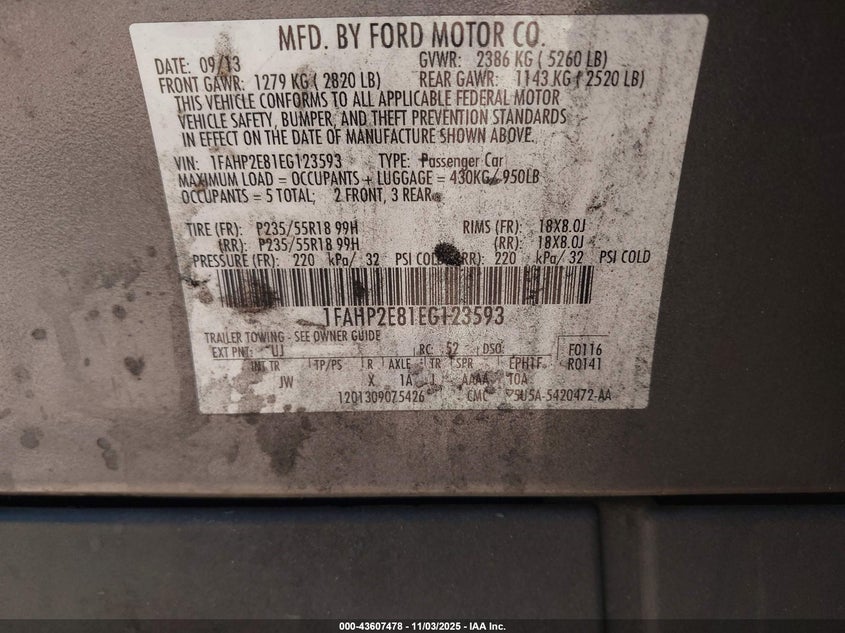 MFD. BY FORD MOTOR CO.
DATE: 09/13 GVWR: 2386 KG ( 5260 LB)
FRONT GAWR: 1279 KG ( 2820 LB) REAR GAWR: 1143 KG ( 2520 LB)
THIS VEHICLE CONFORMS TO ALL APPLICABLE FEDERAL MOTOR
VEHICLE SAFETY, BUMPER, AND THEFT PREVENTION STANDARDS
IN EFFECT ON THE DATE OF MANUFACTURE SHOWN ABOVE.
VIN: 1FAHP2E81EG123593 TYPE: Passenger Car
MAXIMUM LOAD = OCCUPANTS + LUGGAGE = 430KG/ 950LB
OCCUPANTS = 5 TOTAL; 2 FRONT, 3 REAR
TIRE (FR): P235/55R18 99H RIMS (FR): 18X8.0J
(RR): P235/55R18 99H (RR): 18X8.0J
PRESSURE (FR): 220 kPa/ 32 PSI COLD (RR): 220 kPa/ 32 PSI COLD
1FAHP2E81EG123593
TRAILER TOWING - SEE OWNER GUIDE
EXT PNT: UJ RC: 52 DSO: F0116
INT TR TP/PS R AXLE TR SPR EPHTF R0141
JW X 1A J AAAA TOA
1201309075426 CMC 5U5A-5420472-AA
000-43607478 - 11/03/2025 - IAA Inc.